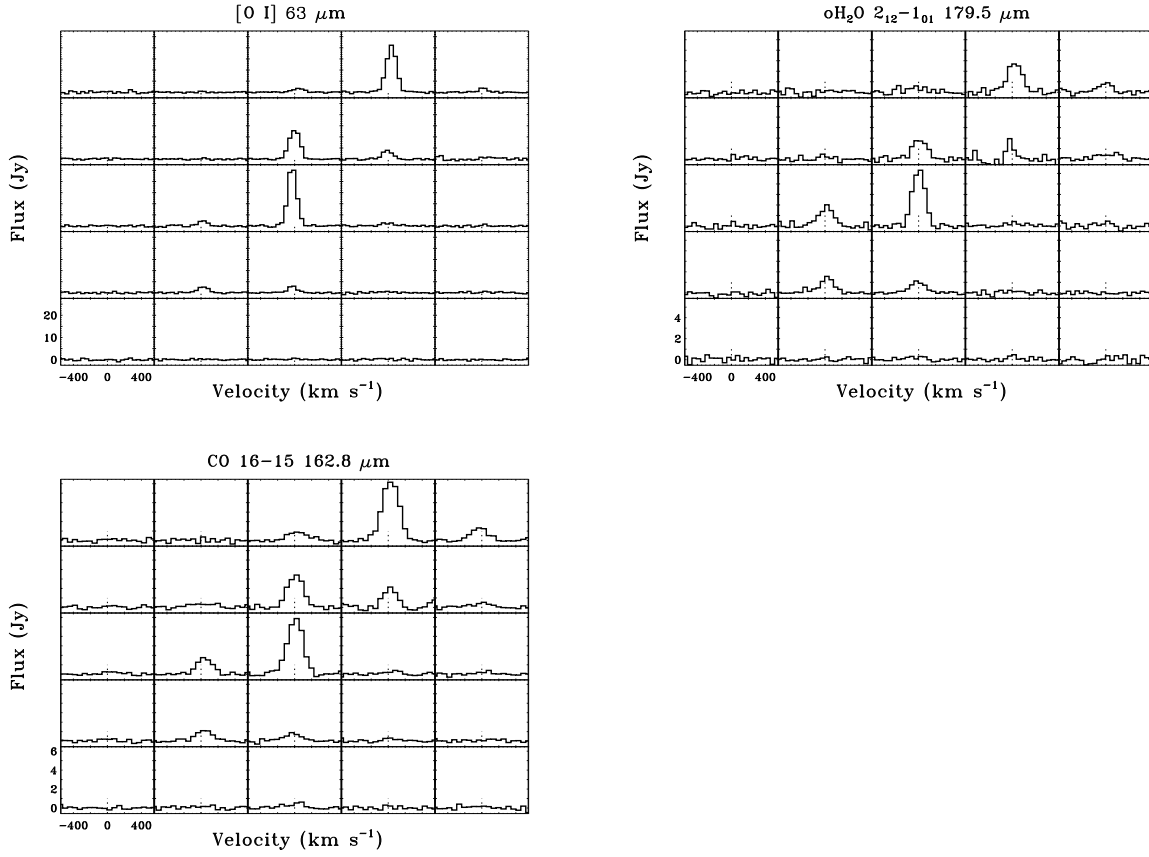 [O I] 63 μm
oH₂O 2₁₂−1₀₁ 179.5 μm
Flux (Jy)
20
10
0
−400 0 400
Velocity (km s⁻¹)
Flux (Jy)
4
2
0
−400 0 400
Velocity (km s⁻¹)
CO 16−15 162.8 μm
Flux (Jy)
6
4
2
0
−400 0 400
Velocity (km s⁻¹)